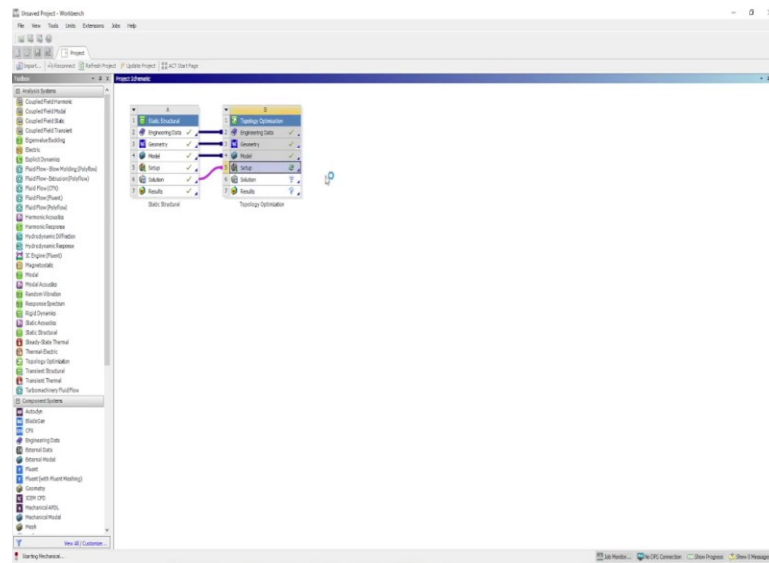 Unsaved Project - Workbench
File View Tools Units Extensions Jobs Help
Project
Import... Reconnect Refresh Project Update Project ACT Start Page
Toolbox
Project Schematic
Analysis Systems
Coupled Field Harmonic
Coupled Field Modal
Coupled Field Static
Coupled Field Transient
Eigenvalue Buckling
Electric
Explicit Dynamics
Fluid Flow - Blow Molding (Polyflow)
Fluid Flow - Extrusion (Polyflow)
Fluid Flow (CFX)
Fluid Flow (Fluent)
Fluid Flow (Polyflow)
Harmonic Acoustics
Harmonic Response
Hydrodynamic Diffraction
Hydrodynamic Response
IC Engine (Fluent)
Magnetostatic
Modal
Modal Acoustics
Random Vibration
Response Spectrum
Rigid Dynamics
Static Acoustics
Static Structural
Steady-State Thermal
Thermal-Electric
Topology Optimization
Transient Structural
Transient Thermal
Turbomachinery Fluid Flow
Component Systems
Autodyn
BladeGen
CFX
Engineering Data
External Data
External Model
Fluent
Fluent (with Fluent Meshing)
Geometry
ICEM CFD
Mechanical APDL
Mechanical Model
Mesh
View All / Customize...
A
1 Static Structural
2 Engineering Data
3 Geometry
4 Model
5 Setup
6 Solution
7 Results
Static Structural
B
1 Topology Optimization
2 Engineering Data
3 Geometry
4 Model
5 Setup
6 Solution
7 Results
Topology Optimization
Starting Mechanical...
Job Monitor... No DPS Connection Show Progress Show 0 Messages